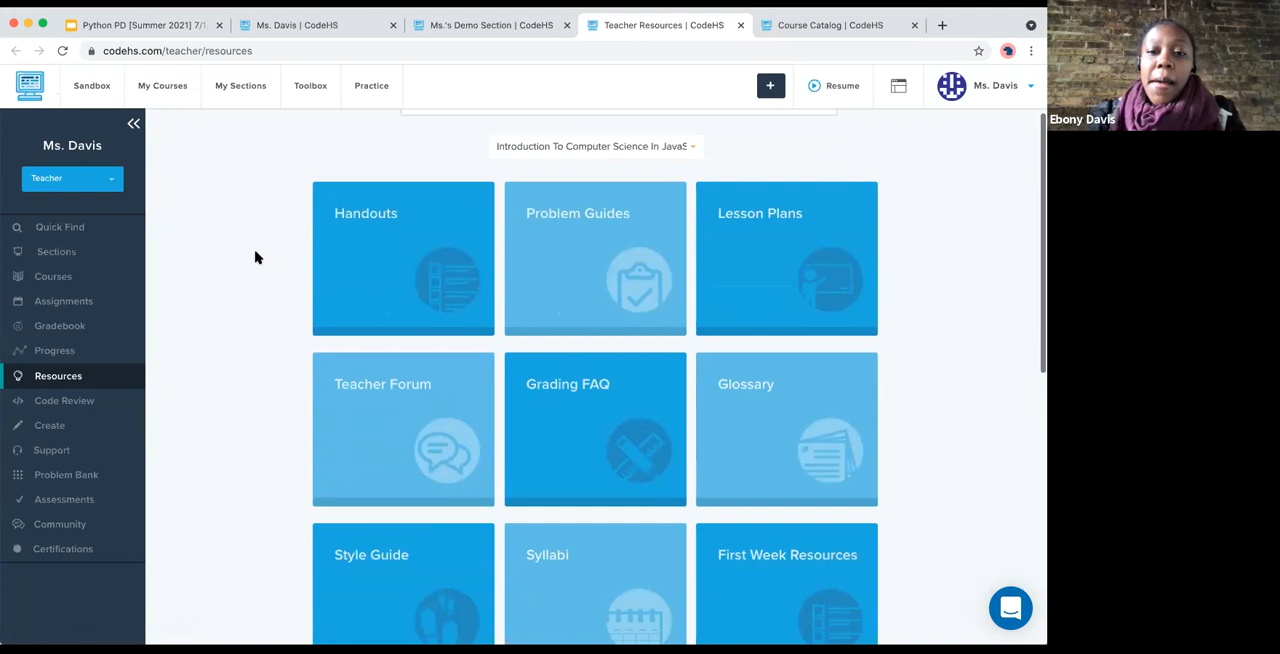 Python PD [Summer 2021] 7/1
Ms. Davis | CodeHS
Ms.'s Demo Section | CodeHS
Teacher Resources | CodeHS
Course Catalog | CodeHS
codehs.com/teacher/resources
Sandbox
My Courses
My Sections
Toolbox
Practice
Resume
Ms. Davis
Ebony Davis
Ms. Davis
Teacher
Quick Find
Sections
Courses
Assignments
Gradebook
Progress
Resources
Code Review
Create
Support
Problem Bank
Assessments
Community
Certifications
Introduction To Computer Science In JavaS
Handouts
Problem Guides
Lesson Plans
Teacher Forum
Grading FAQ
Glossary
Style Guide
Syllabi
First Week Resources